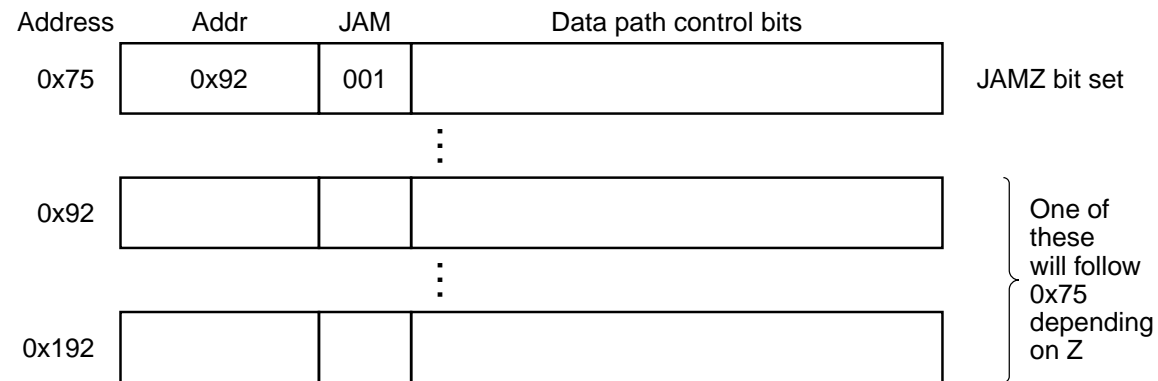 Address Addr JAM Data path control bits
0x75 0x92 001 JAMZ bit set
0x92
One of
these
will follow
0x75
depending
on Z
0x192